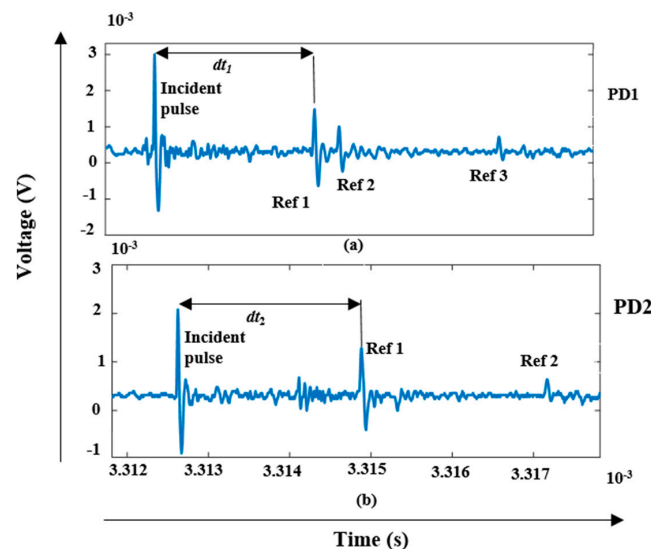 10⁻³
3
2
1
0
-1
-2
dt₁
Incident
pulse
Ref 1
Ref 2
Ref 3
PD1
(a)
Voltage (V)
10⁻³
3
2
1
0
-1
dt₂
Incident
pulse
Ref 1
Ref 2
PD2
3.312 3.313 3.314 3.315 3.316 3.317
10⁻³
(b)
Time (s)